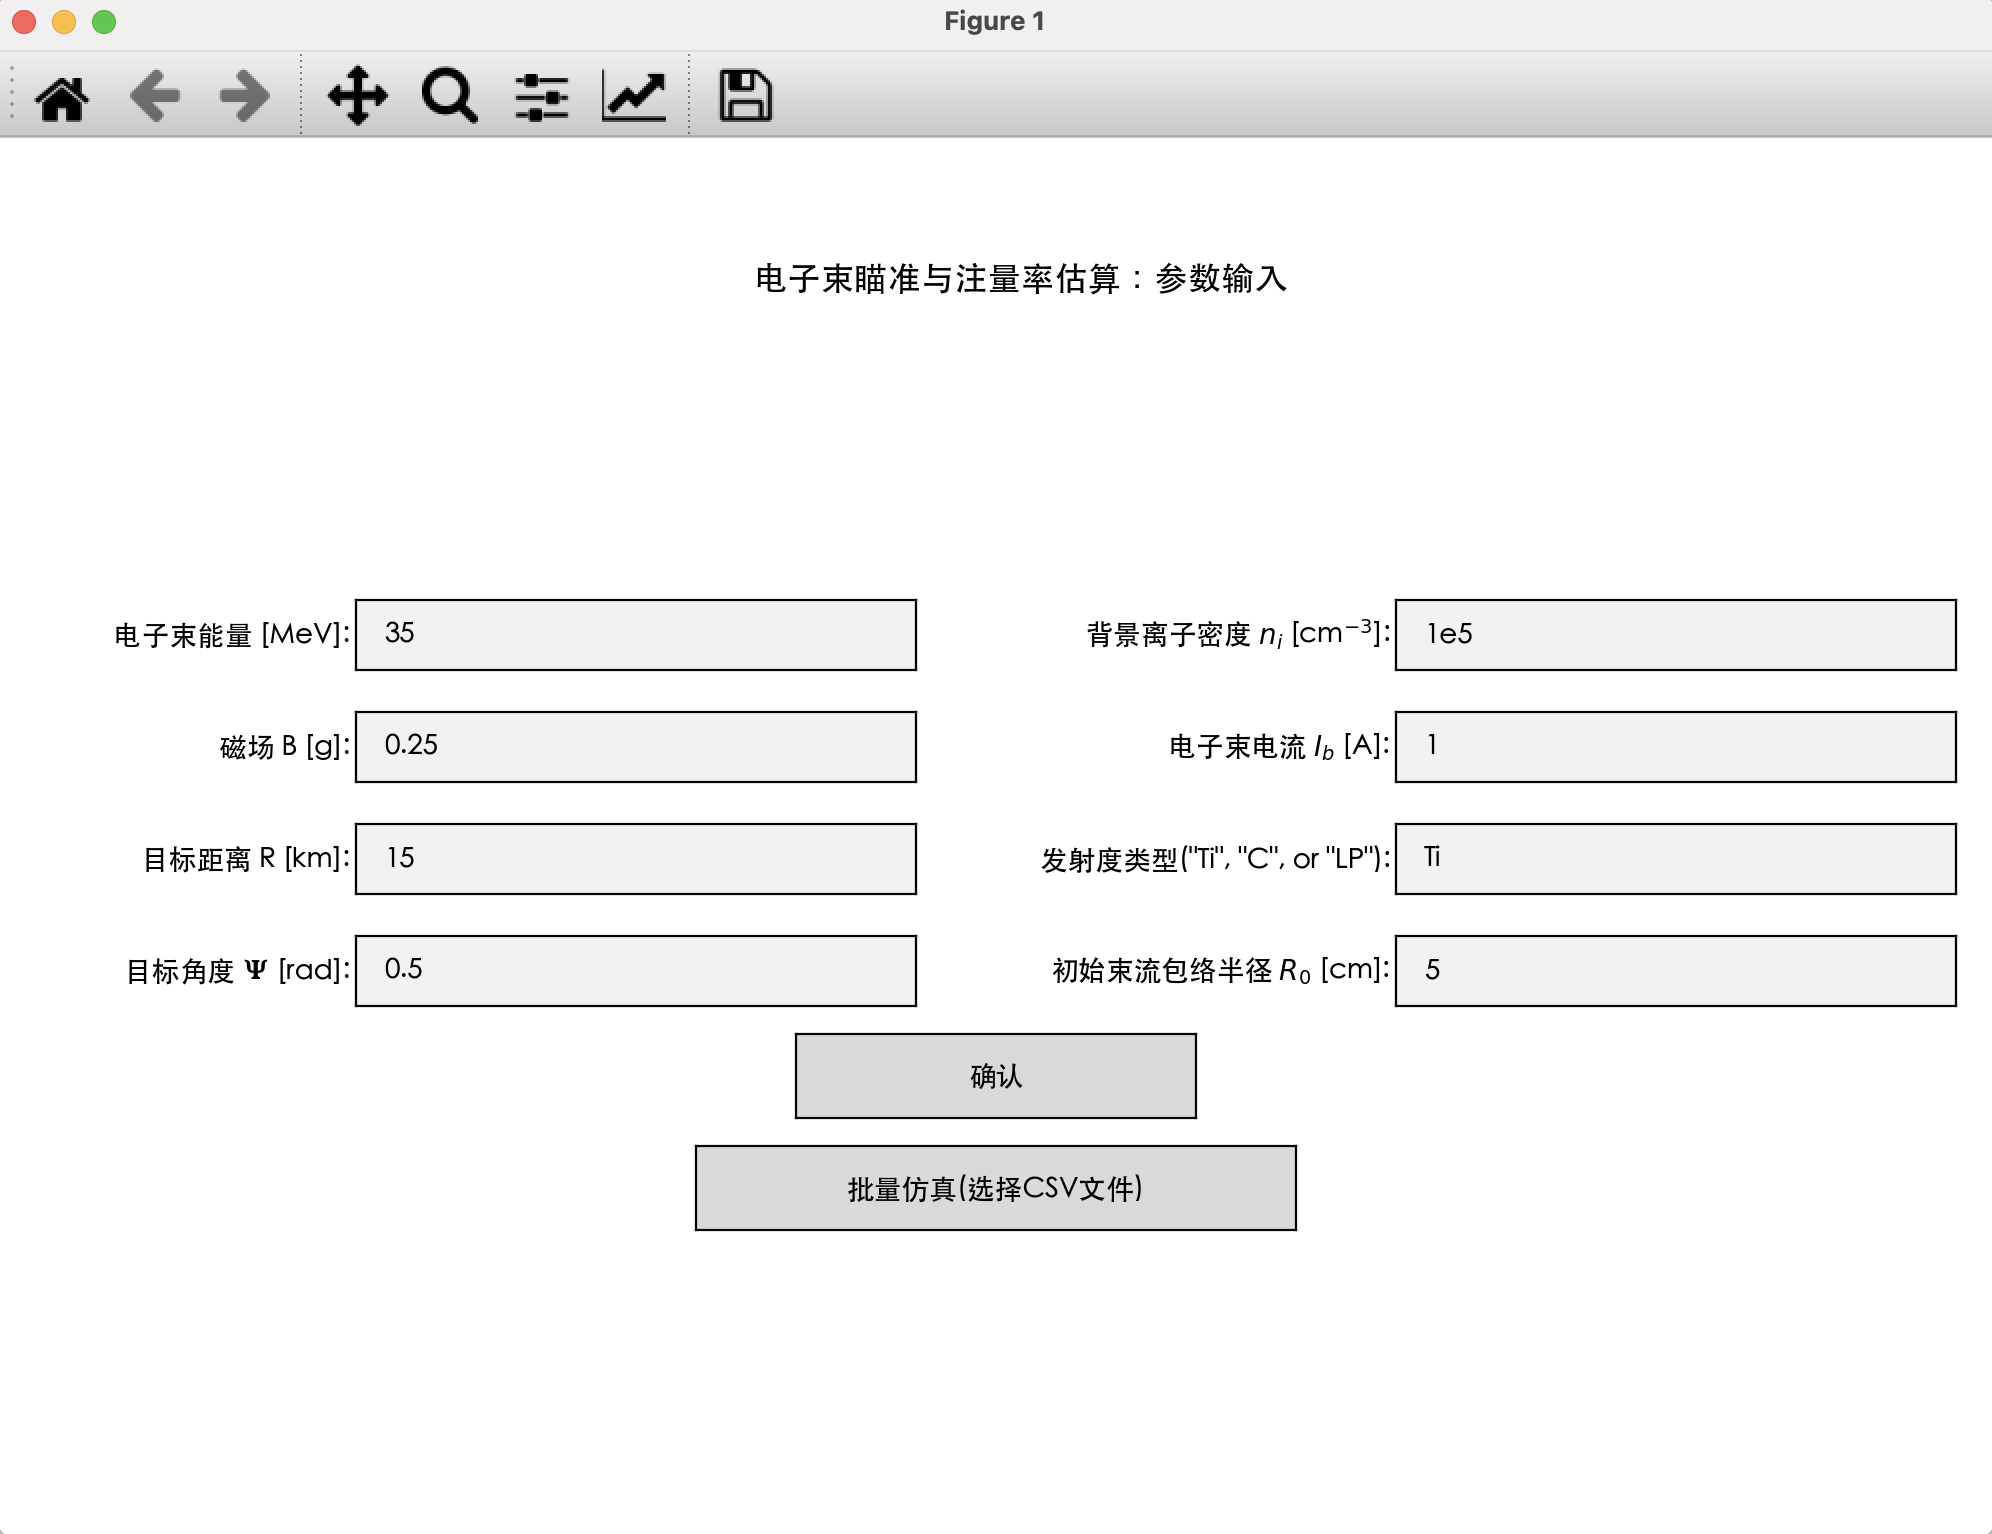 Figure 1
电子束瞄准与注量率估算：参数输入
电子束能量 [MeV]: 35
背景离子密度 nᵢ [cm⁻³]: 1e5
磁场 B [g]: 0.25
电子束电流 I_b [A]: 1
目标距离 R [km]: 15
发射度类型("Ti", "C", or "LP"): Ti
目标角度 Ψ [rad]: 0.5
初始束流包络半径 R₀ [cm]: 5
确认
批量仿真(选择CSV文件)